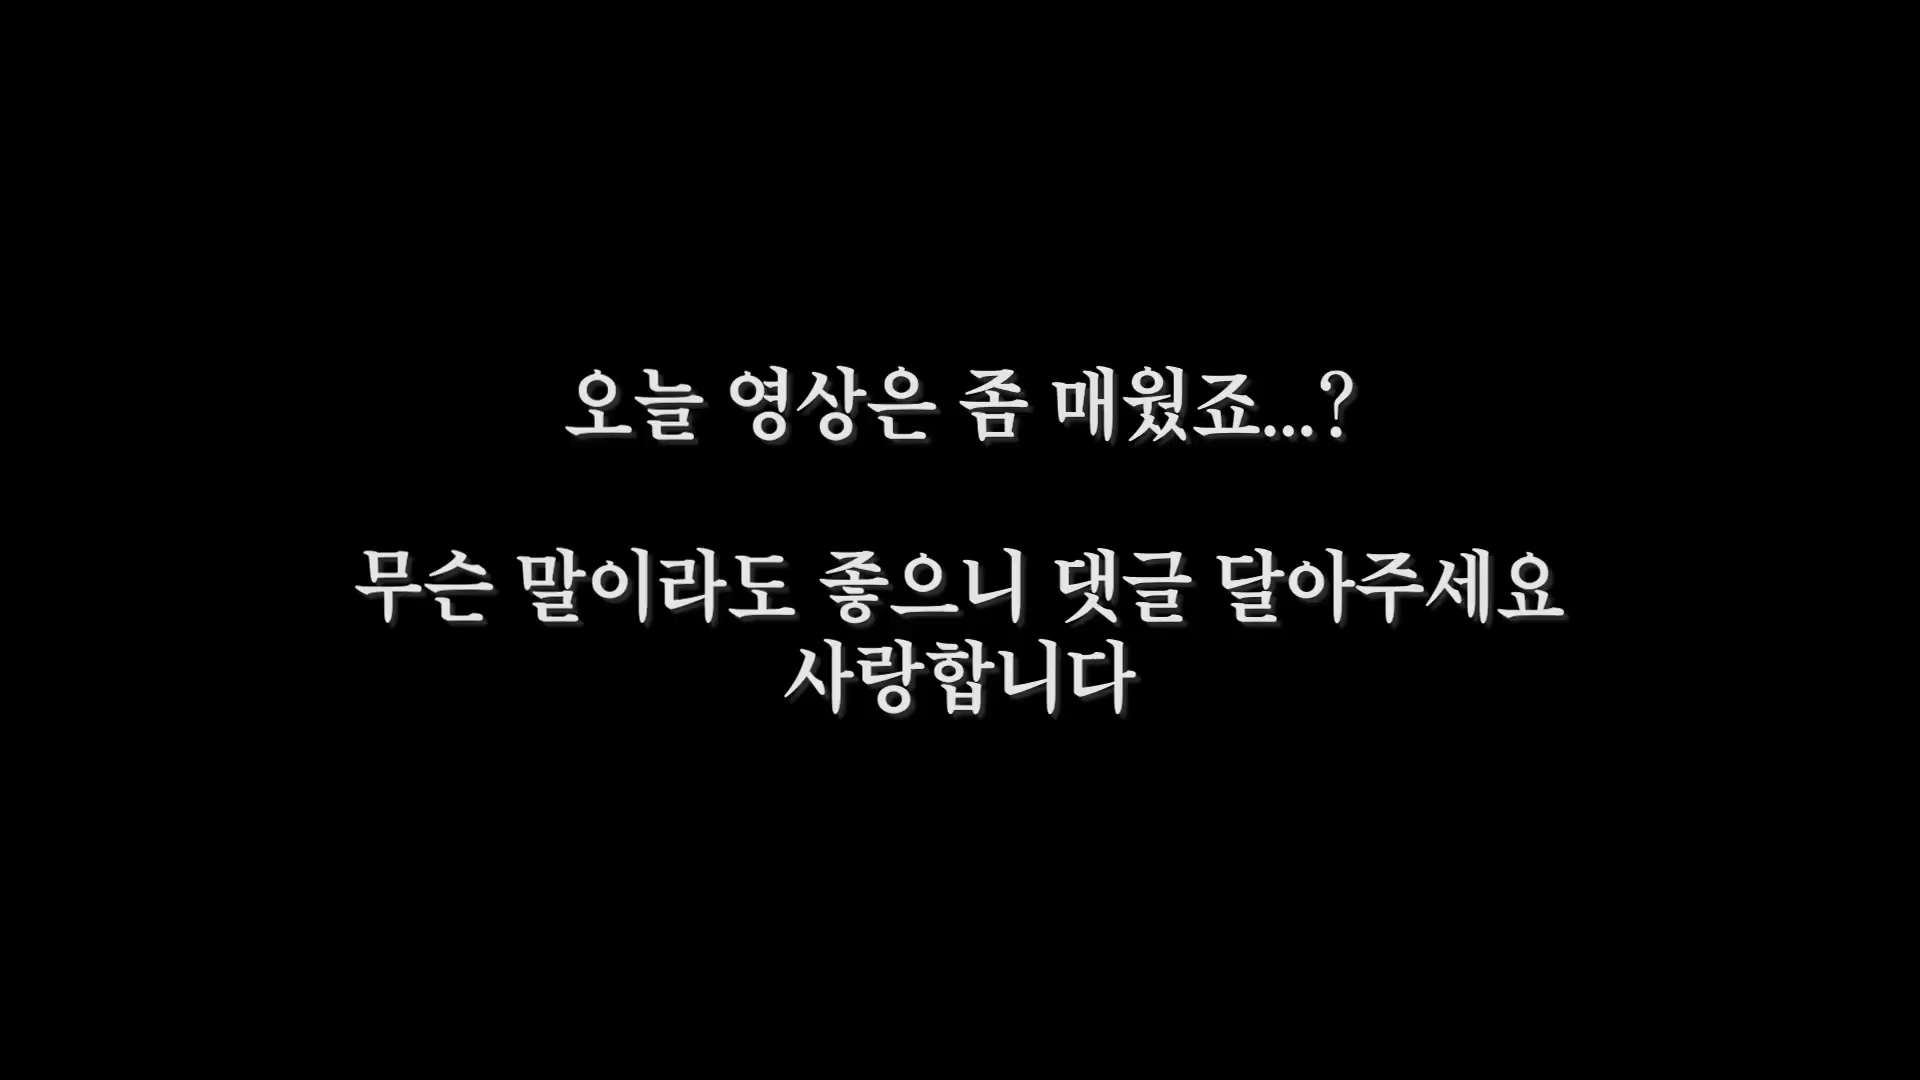 오늘 영상은 좀 매웠죠...?
무슨 말이라도 좋으니 댓글 달아주세요
사랑합니다